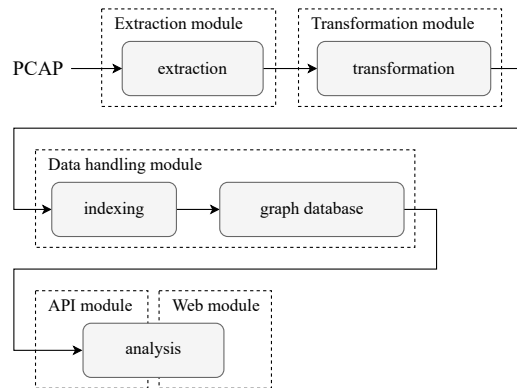 Extraction module
Transformation module
PCAP
extraction
transformation
Data handling module
indexing
graph database
API module
Web module
analysis